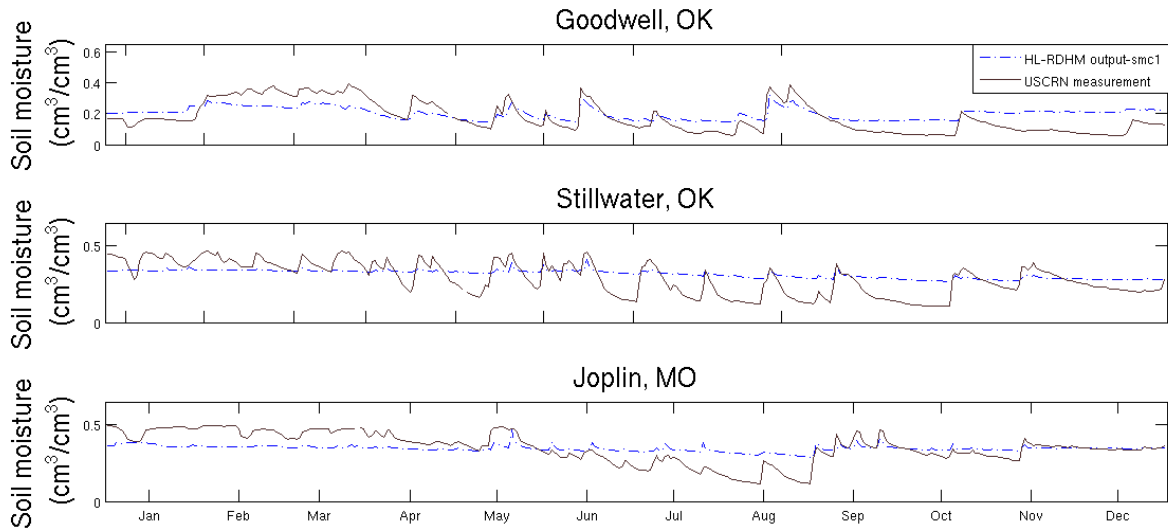 Goodwell, OK
Soil moisture
(cm³/cm³)
0.6
0.4
0.2
0
HL-RDHM output-smc1
USCRN measurement
Stillwater, OK
Soil moisture
(cm³/cm³)
0.5
0
Joplin, MO
Soil moisture
(cm³/cm³)
0.5
0
Jan Feb Mar Apr May Jun Jul Aug Sep Oct Nov Dec